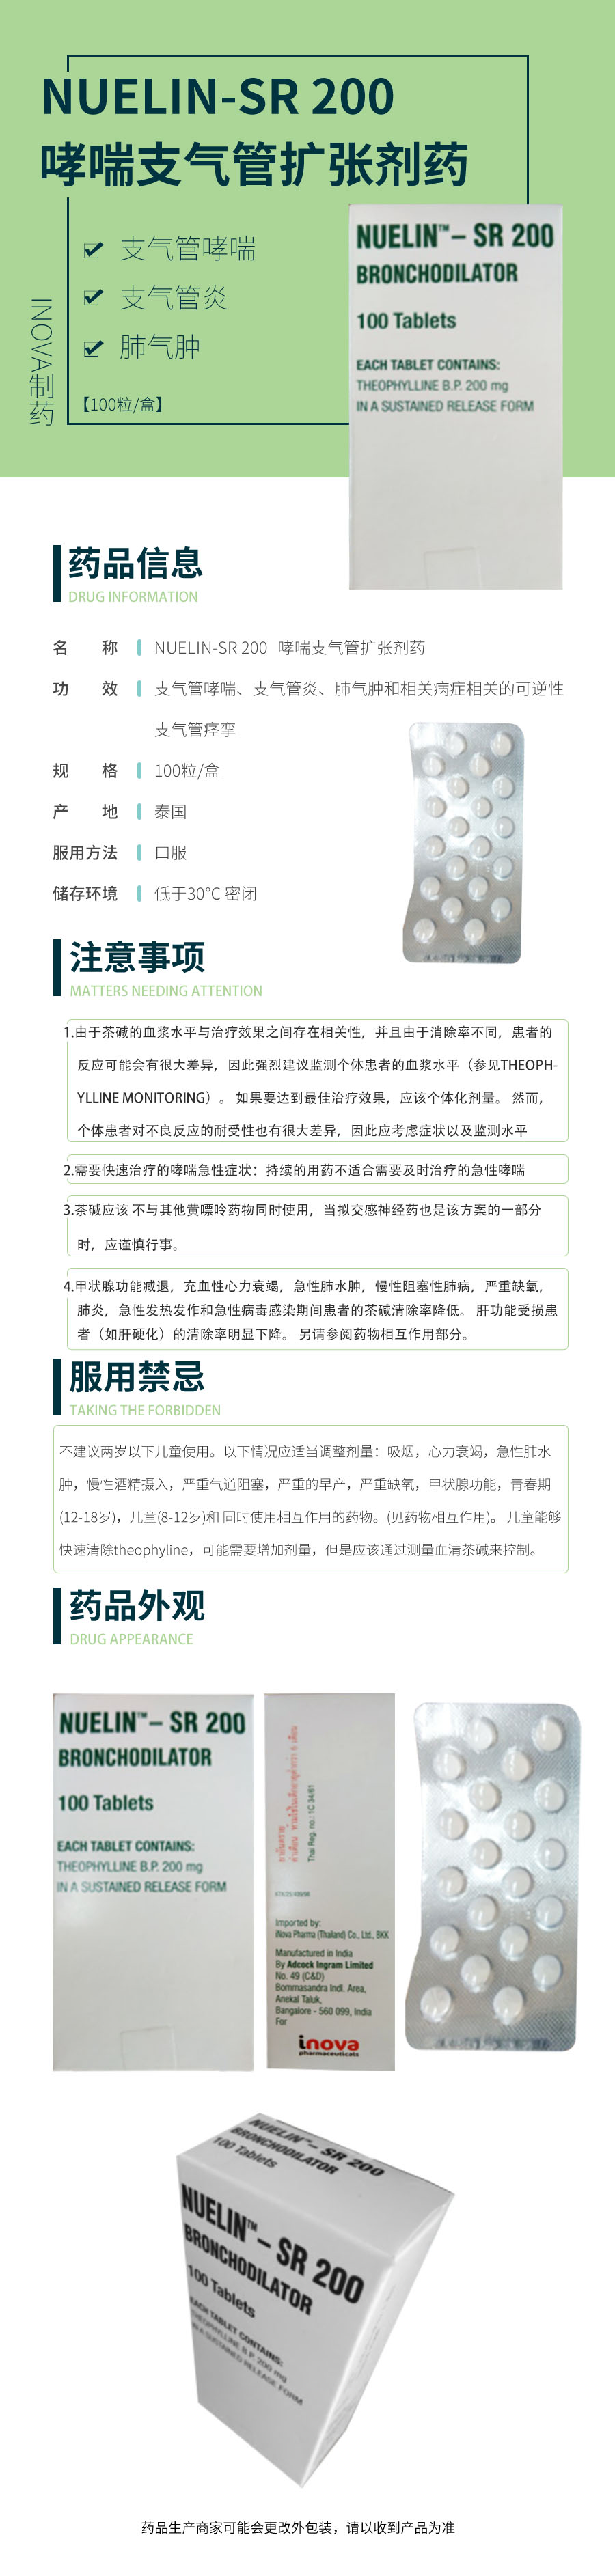 NUELIN-SR 200
哮喘支气管扩张剂药
支气管哮喘
支气管炎
肺气肿
【100粒/盒】
INOVA制药
NUELIN™– SR 200
BRONCHODILATOR
100 Tablets
EACH TABLET CONTAINS:
THEOPHYLLINE B.P. 200 mg
IN A SUSTAINED RELEASE FORM
药品信息
DRUG INFORMATION
名 称 NUELIN-SR 200 哮喘支气管扩张剂药
功 效 支气管哮喘、支气管炎、肺气肿和相关病症相关的可逆性
支气管痉挛
规 格 100粒/盒
产 地 泰国
服用方法 口服
储存环境 低于30°C 密闭
注意事项
MATTERS NEEDING ATTENTION
1.由于茶碱的血浆水平与治疗效果之间存在相关性，并且由于消除率不同，患者的
反应可能会有很大差异，因此强烈建议监测个体患者的血浆水平（参见THEOPH-
YLLINE MONITORING）。 如果要达到最佳治疗效果，应该个体化剂量。 然而，
个体患者对不良反应的耐受性也有很大差异，因此应考虑症状以及监测水平
2.需要快速治疗的哮喘急性症状：持续的用药不适合需要及时治疗的急性哮喘
3.茶碱应该 不与其他黄嘌呤药物同时使用，当拟交感神经药也是该方案的一部分
时，应谨慎行事。
4.甲状腺功能减退，充血性心力衰竭，急性肺水肿，慢性阻塞性肺病，严重缺氧，
肺炎，急性发热发作和急性病毒感染期间患者的茶碱清除率降低。 肝功能受损患
者（如肝硬化）的清除率明显下降。 另请参阅药物相互作用部分。
服用禁忌
TAKING THE FORBIDDEN
不建议两岁以下儿童使用。以下情况应适当调整剂量：吸烟，心力衰竭，急性肺水
肿，慢性酒精摄入，严重气道阻塞，严重的早产，严重缺氧，甲状腺功能，青春期
(12-18岁)，儿童(8-12岁)和 同时使用相互作用的药物。(见药物相互作用)。 儿童能够
快速清除theophyline，可能需要增加剂量，但是应该通过测量血清茶碱来控制。
药品外观
DRUG APPEARANCE
NUELIN™– SR 200
BRONCHODILATOR
100 Tablets
EACH TABLET CONTAINS:
THEOPHYLLINE B.P. 200 mg
IN A SUSTAINED RELEASE FORM
Thai Reg. no.: 1C 34/61
Imported by:
iNova Pharma (Thailand) Co., Ltd., BKK
Manufactured in India
By Adcock Ingram Limited
No. 49 (C&D)
Bommasandra Indl. Area,
Anekal Taluk,
Bangalore - 560 099, India
For
inova
pharmaceuticals
NUELIN™– SR 200
BRONCHODILATOR
100 Tablets
NUELIN™– SR 200
BRONCHODILATOR
100 Tablets
EACH TABLET CONTAINS:
THEOPHYLLINE B.P. 200 mg
IN A SUSTAINED RELEASE FORM
药品生产商家可能会更改外包装，请以收到产品为准